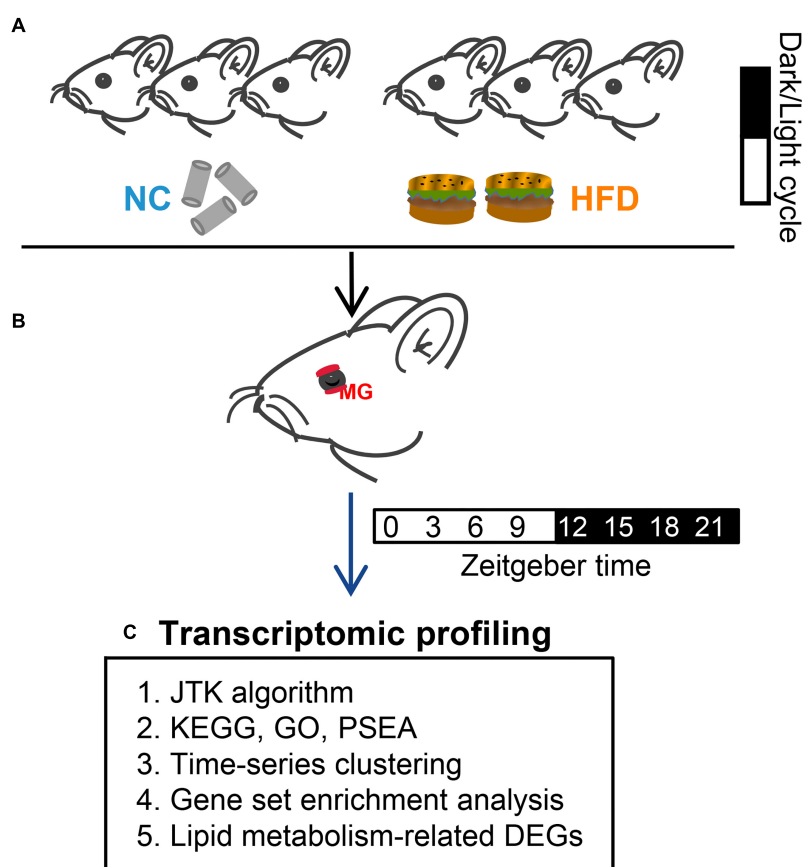 A
Dark/Light cycle
NC
HFD
B
MG
0 3 6 9 12 15 18 21
Zeitgeber time
C Transcriptomic profiling
1. JTK algorithm
2. KEGG, GO, PSEA
3. Time-series clustering
4. Gene set enrichment analysis
5. Lipid metabolism-related DEGs